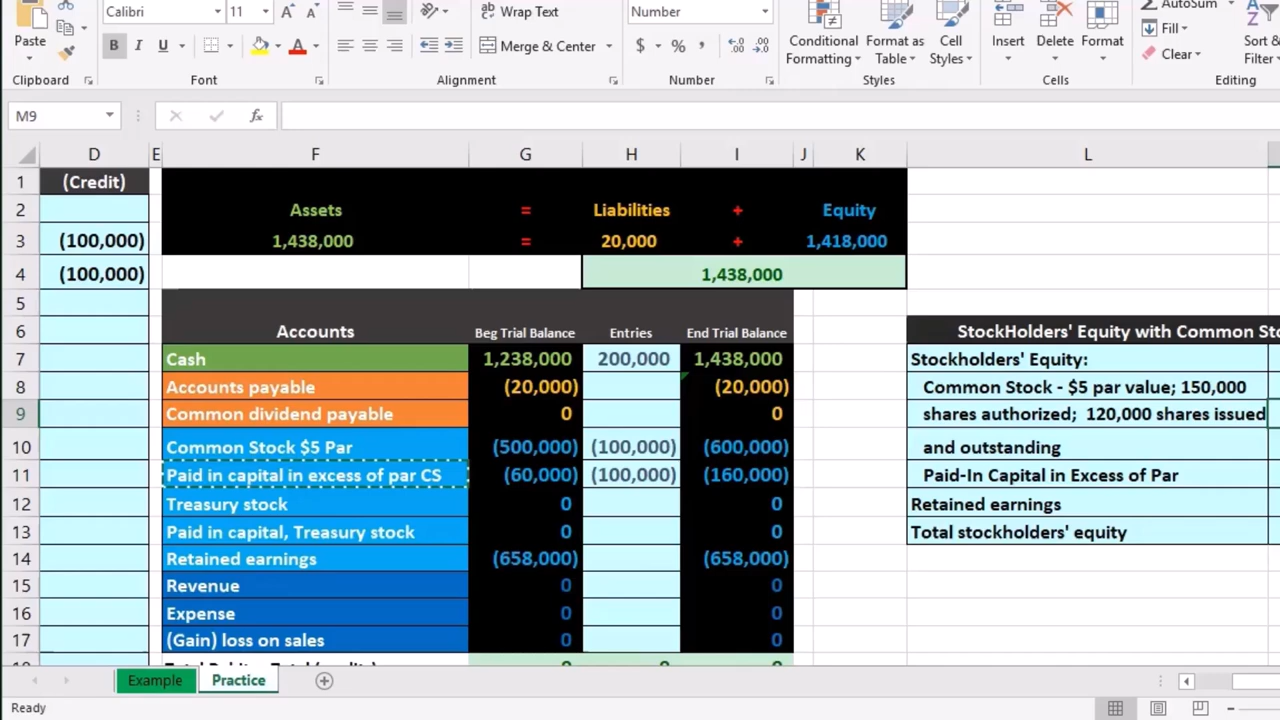 Calibri 11 A A Wrap Text Number AutoSum
Paste B I U A Merge & Center $ % , Conditional Formatting Format as Table Cell Styles Insert Delete Format Fill Clear Sort & Filter
Clipboard Font Alignment Number Styles Cells Editing
M9 fx
D E F G H I J K L
1 (Credit)
2 Assets = Liabilities + Equity
3 (100,000) 1,438,000 = 20,000 + 1,418,000
4 (100,000) 1,438,000
5
6 Accounts Beg Trial Balance Entries End Trial Balance StockHolders' Equity with Common
7 Cash 1,238,000 200,000 1,438,000 Stockholders' Equity:
8 Accounts payable (20,000) (20,000) Common Stock - $5 par value; 150,000
9 Common dividend payable 0 0 shares authorized; 120,000 shares issued
10 Common Stock $5 Par (500,000) (100,000) (600,000) and outstanding
11 Paid in capital in excess of par CS (60,000) (100,000) (160,000) Paid-In Capital in Excess of Par
12 Treasury stock 0 0 Retained earnings
13 Paid in capital, Treasury stock 0 0 Total stockholders' equity
14 Retained earnings (658,000) (658,000)
15 Revenue 0 0
16 Expense 0 0
17 (Gain) loss on sales 0 0
Example Practice
Ready